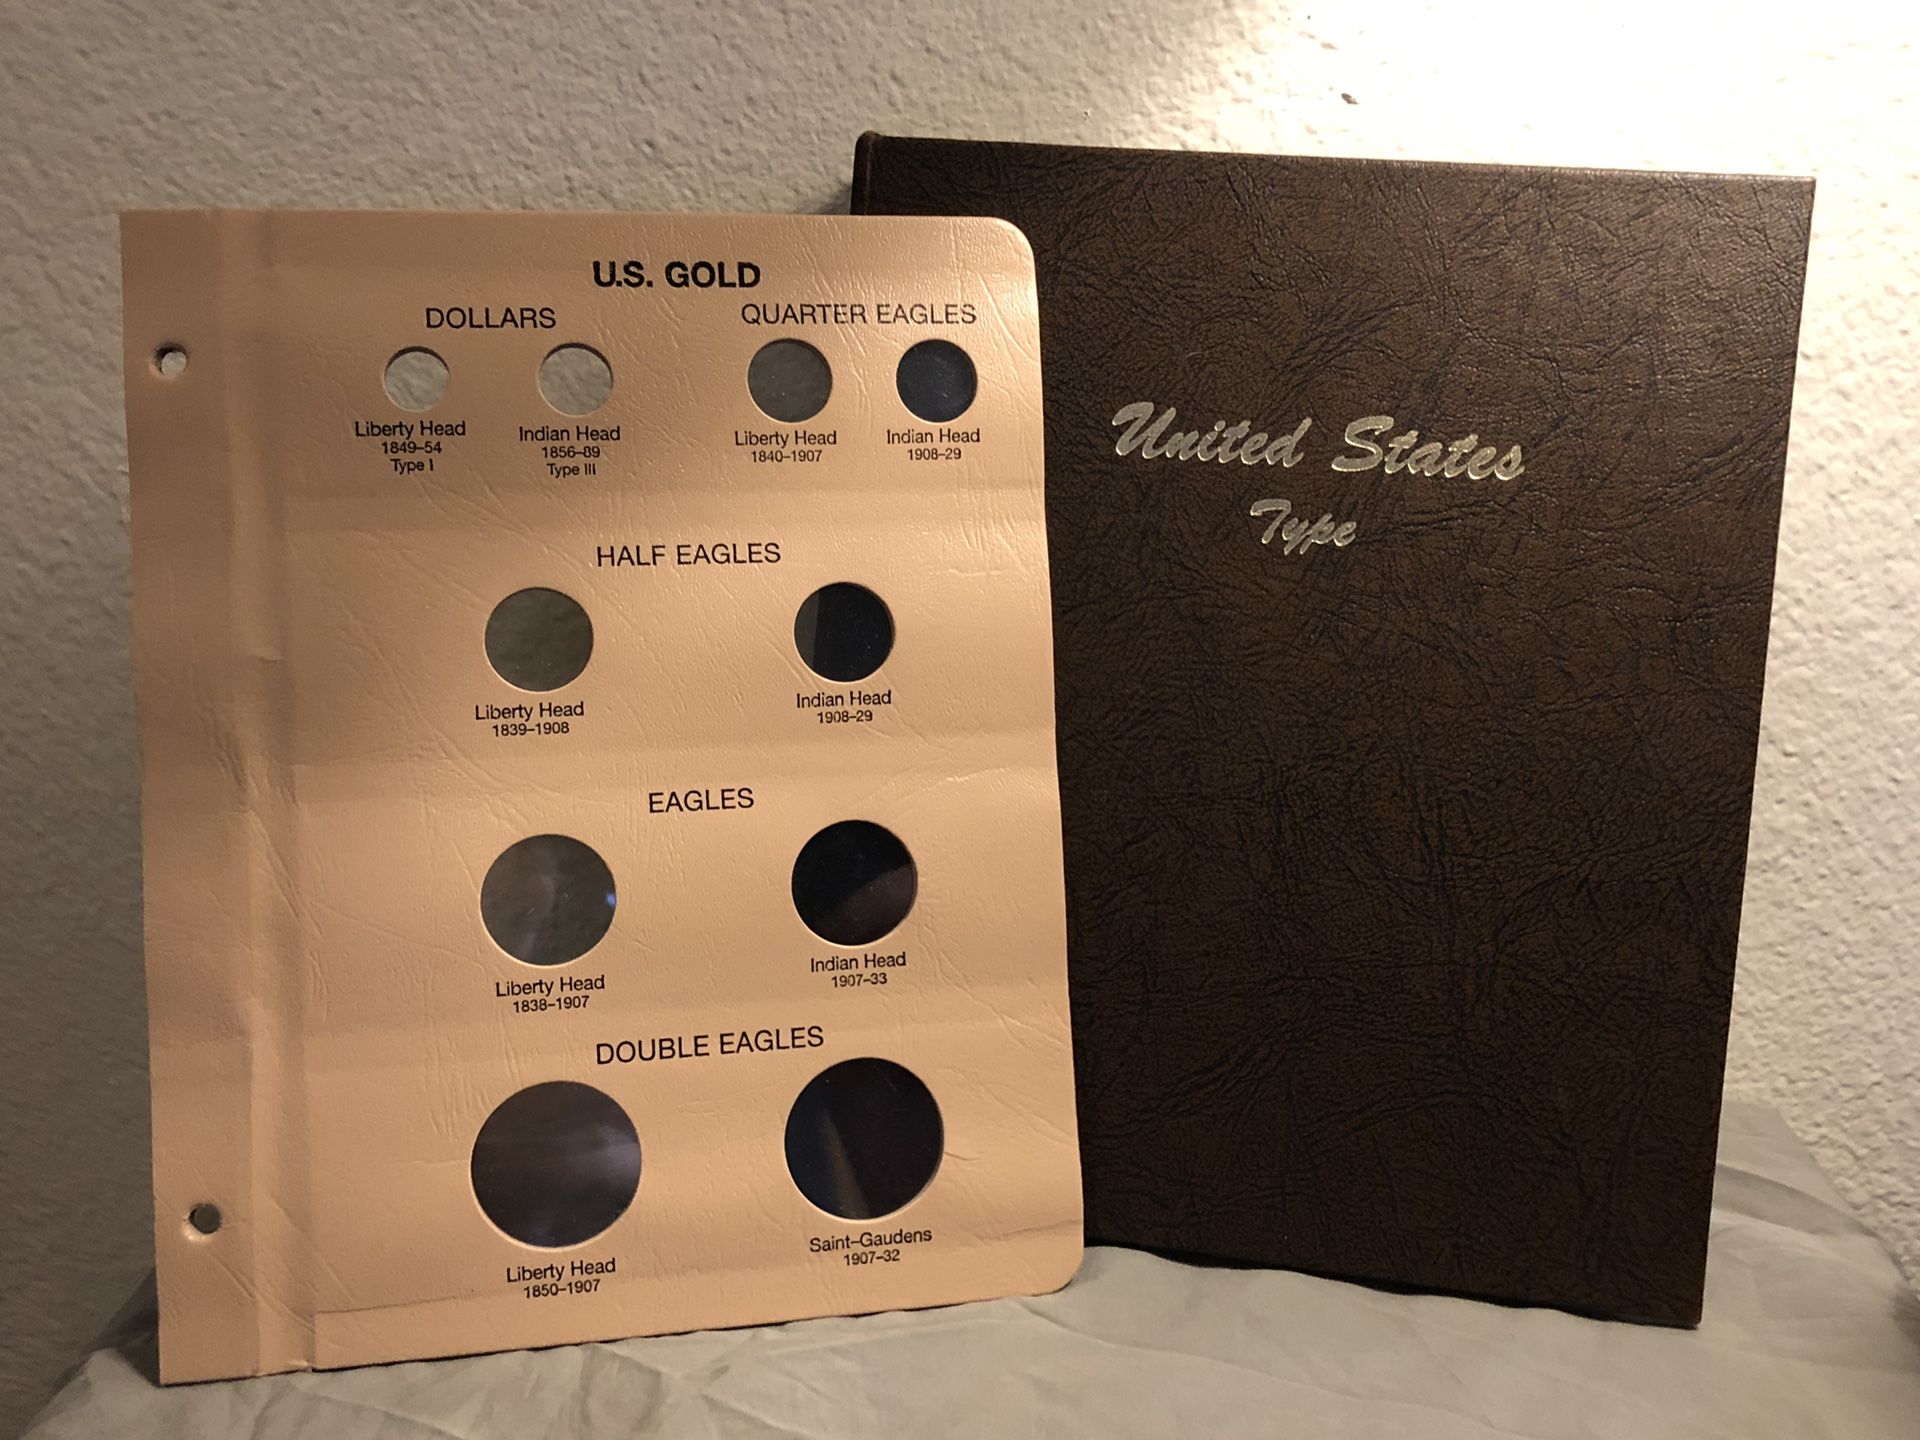 U.S. GOLD
DOLLARS
Liberty Head
1849–54
Type I
Indian Head
1856–89
Type III
QUARTER EAGLES
Liberty Head
1840–1907
Indian Head
1908–29
HALF EAGLES
Liberty Head
1839–1908
Indian Head
1908–29
EAGLES
Liberty Head
1838–1907
Indian Head
1907–33
DOUBLE EAGLES
Liberty Head
1850–1907
Saint–Gaudens
1907–32
United States
Type